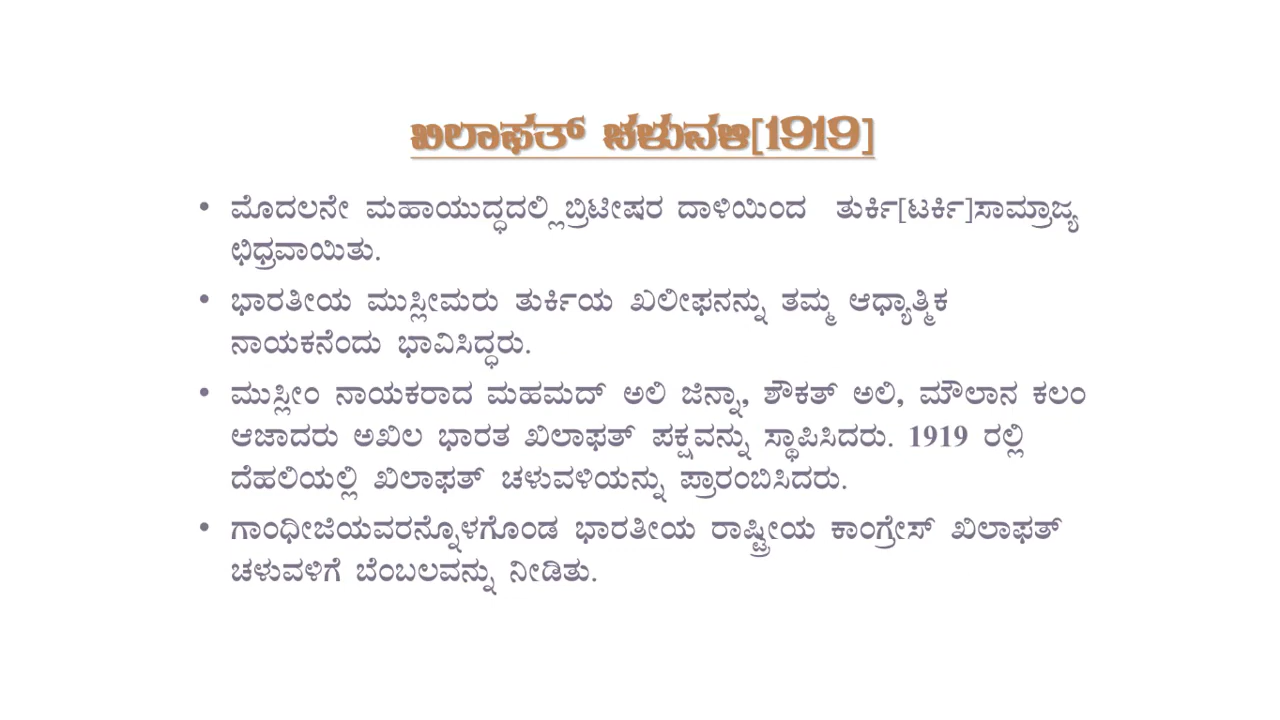 ಖಿಲಾಫತ್ ಚಳುವಳಿ[1919]
• ಮೊದಲನೇ ಮಹಾಯುದ್ಧದಲ್ಲಿ ಬ್ರಿಟೀಷರ ದಾಳಿಯಿಂದ ತುರ್ಕಿ[ಟರ್ಕಿ]ಸಾಮ್ರಾಜ್ಯ
ಛಿಧ್ರವಾಯಿತು.
• ಭಾರತೀಯ ಮುಸ್ಲೀಮರು ತುರ್ಕಿಯ ಖಲೀಫನನ್ನು ತಮ್ಮ ಆಧ್ಯಾತ್ಮಿಕ
ನಾಯಕನೆಂದು ಭಾವಿಸಿದ್ಧರು.
• ಮುಸ್ಲೀಂ ನಾಯಕರಾದ ಮಹಮದ್ ಅಲಿ ಜಿನ್ನಾ, ಶೌಕತ್ ಅಲಿ, ಮೌಲಾನ ಕಲಂ
ಆಜಾದರು ಅಖಿಲ ಭಾರತ ಖಿಲಾಫತ್ ಪಕ್ಷವನ್ನು ಸ್ಥಾಪಿಸಿದರು. 1919 ರಲ್ಲಿ
ದೆಹಲಿಯಲ್ಲಿ ಖಿಲಾಫತ್ ಚಳುವಳಿಯನ್ನು ಪ್ರಾರಂಬಿಸಿದರು.
• ಗಾಂಧೀಜಿಯವರನ್ನೊಳಗೊಂಡ ಭಾರತೀಯ ರಾಷ್ಟ್ರೀಯ ಕಾಂಗ್ರೇಸ್ ಖಿಲಾಫತ್
ಚಳುವಳಿಗೆ ಬೆಂಬಲವನ್ನು ನೀಡಿತು.